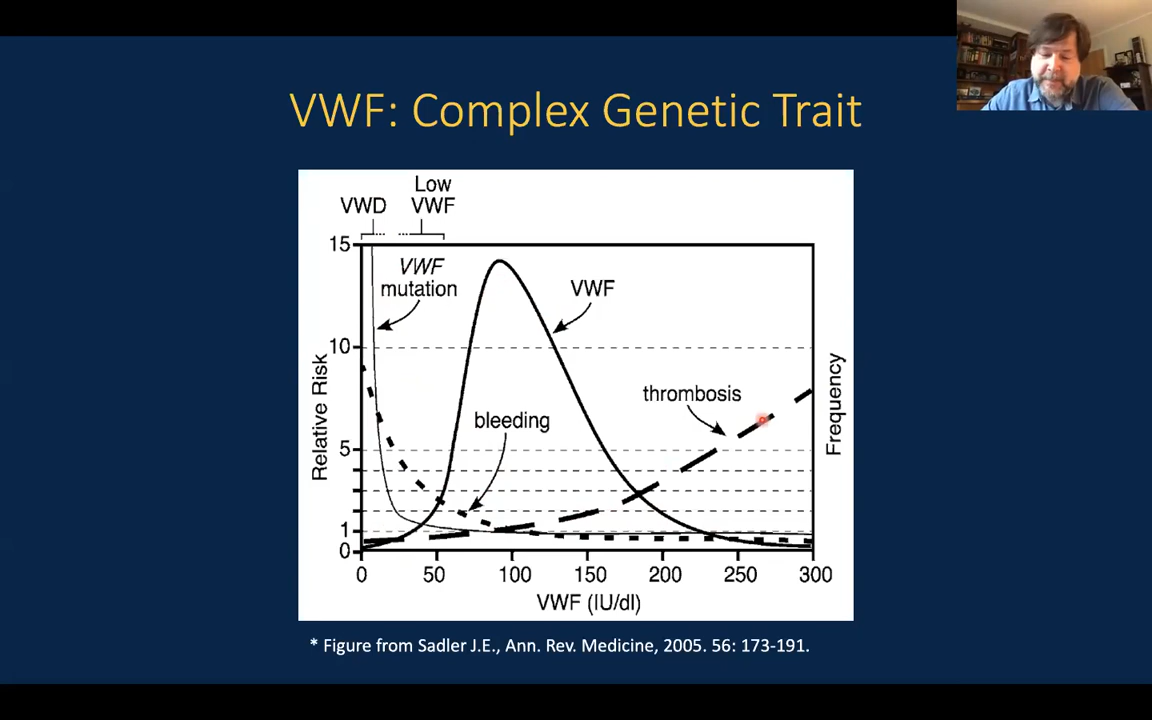 VWF: Complex Genetic Trait
Low
VWD VWF
15
VWF
mutation
VWF
10
thrombosis
bleeding
Relative Risk
Frequency
5
1
0
0 50 100 150 200 250 300
VWF (IU/dl)
* Figure from Sadler J.E., Ann. Rev. Medicine, 2005. 56: 173-191.